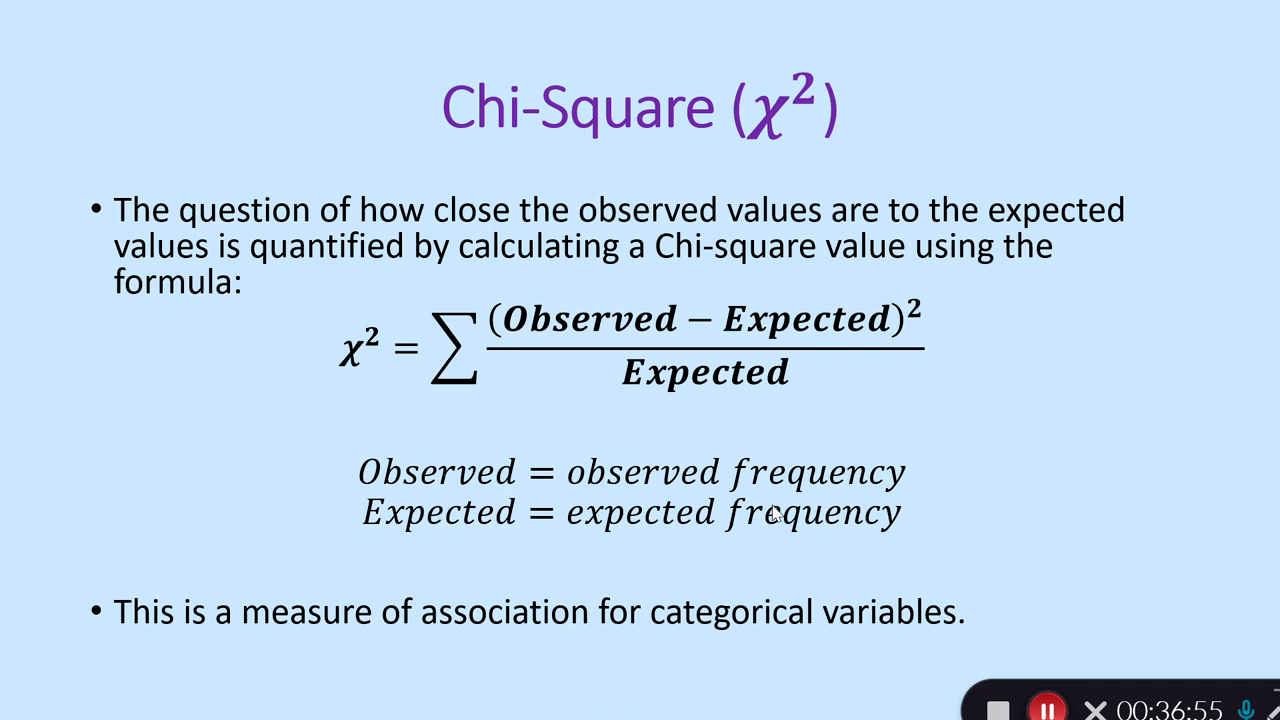 Chi-Square (χ²)
• The question of how close the observed values are to the expected
values is quantified by calculating a Chi-square value using the
formula:
χ² = ∑ (Observed − Expected)² / Expected
Observed = observed frequency
Expected = expected frequency
• This is a measure of association for categorical variables.
00:36:55